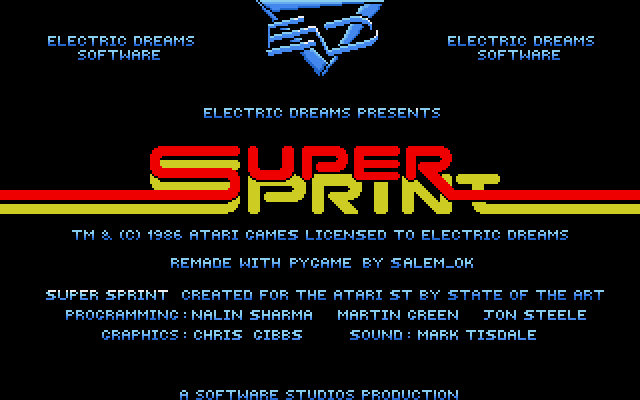 ELECTRIC DREAMS
SOFTWARE
ED
ELECTRIC DREAMS
SOFTWARE
ELECTRIC DREAMS PRESENTS
SUPER
SPRINT
TM & (C) 1986 ATARI GAMES LICENSED TO ELECTRIC DREAMS
REMADE WITH PYGAME BY SALEM_OK
SUPER SPRINT CREATED FOR THE ATARI ST BY STATE OF THE ART
PROGRAMMING: NALIN SHARMA MARTIN GREEN JON STEELE
GRAPHICS: CHRIS GIBBS SOUND: MARK TISDALE
A SOFTWARE STUDIOS PRODUCTION